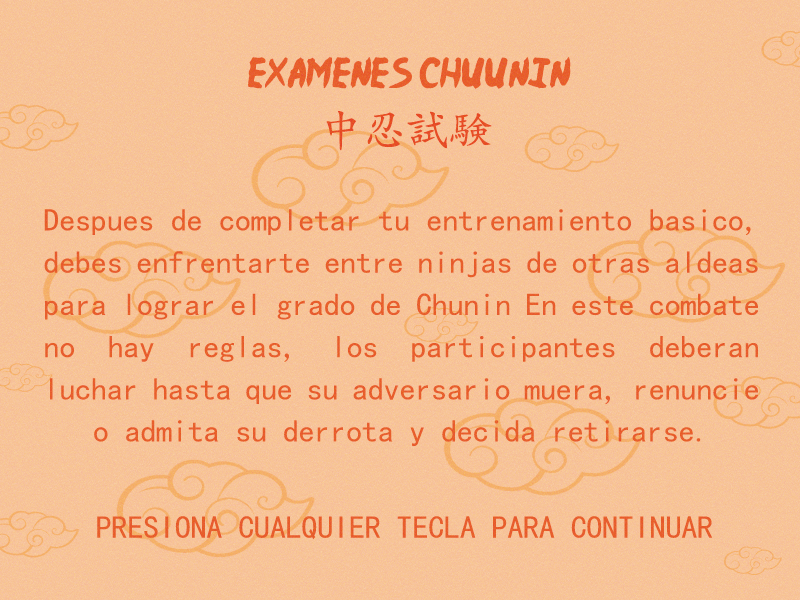 EXAMENES CHUUNIN
中忍試験
Despues de completar tu entrenamiento basico,
debes enfrentarte entre ninjas de otras aldeas
para lograr el grado de Chunin En este combate
no hay reglas, los participantes deberan
luchar hasta que su adversario muera, renuncie
o admita su derrota y decida retirarse.
PRESIONA CUALQUIER TECLA PARA CONTINUAR